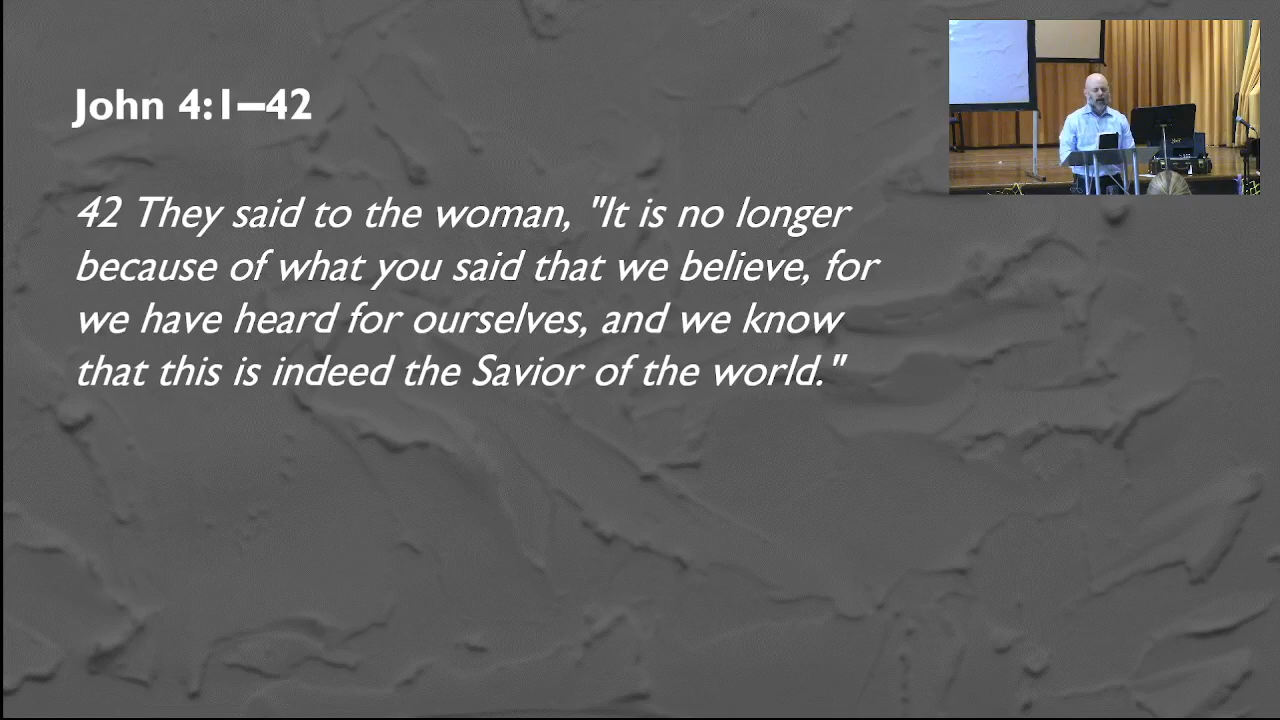 John 4:1—42
42 They said to the woman, "It is no longer
because of what you said that we believe, for
we have heard for ourselves, and we know
that this is indeed the Savior of the world."